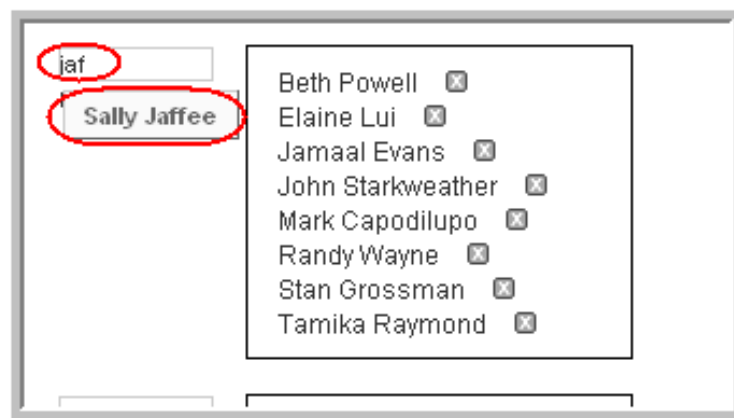 jaf
Sally Jaffee
Beth Powell x
Elaine Lui x
Jamaal Evans x
John Starkweather x
Mark Capodilupo x
Randy Wayne x
Stan Grossman x
Tamika Raymond x